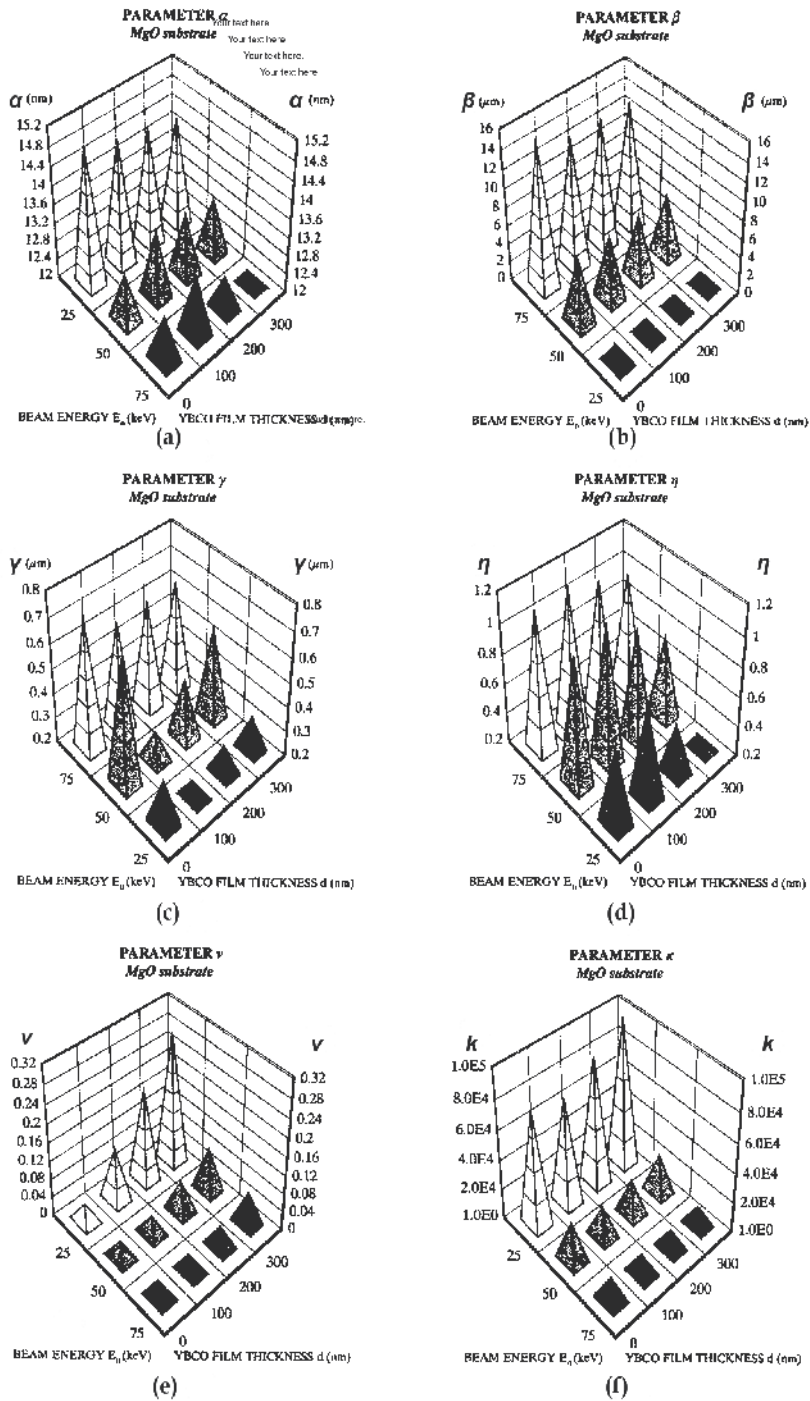 PARAMETER α
MgO substrate
Your text here
Your text here.
Your text here.
Your text here
α (nm)
α (nm)
15.2
14.8
14.4
14
13.6
13.2
12.8
12.4
12
15.2
14.8
14.4
14
13.6
13.2
12.8
12.4
12
25
50
75
0
100
200
300
BEAM ENERGY E (keV)
YBCO FILM THICKNESS
(a)
PARAMETER β
MgO substrate
β (μm)
β (μm)
16
14
12
10
8
6
4
2
0
16
14
12
10
8
6
4
2
0
75
50
25
0
100
200
300
BEAM ENERGY E (keV)
YBCO FILM THICKNESS d (nm)
(b)
PARAMETER γ
MgO substrate
γ (μm)
γ (μm)
0.8
0.7
0.6
0.5
0.4
0.3
0.2
0.8
0.7
0.6
0.5
0.4
0.3
0.2
75
50
25
0
100
200
300
BEAM ENERGY E (keV)
YBCO FILM THICKNESS d (nm)
(c)
PARAMETER η
MgO substrate
η
η
1.2
1
0.8
0.6
0.4
0.2
1.2
1
0.8
0.6
0.4
0.2
75
50
25
0
100
200
300
BEAM ENERGY E (keV)
YBCO FILM THICKNESS d (nm)
(d)
PARAMETER ν
MgO substrate
ν
ν
0.32
0.28
0.24
0.2
0.16
0.12
0.08
0.04
0
0.32
0.28
0.24
0.2
0.16
0.12
0.08
0.04
0
25
50
75
0
100
200
300
BEAM ENERGY E (keV)
YBCO FILM THICKNESS d (nm)
(e)
PARAMETER κ
MgO substrate
k
k
1.0E5
8.0E4
6.0E4
4.0E4
2.0E4
1.0E0
1.0E5
8.0E4
6.0E4
4.0E4
2.0E4
1.0E0
25
50
75
0
100
200
300
BEAM ENERGY E (keV)
YBCO FILM THICKNESS d (nm)
(f)